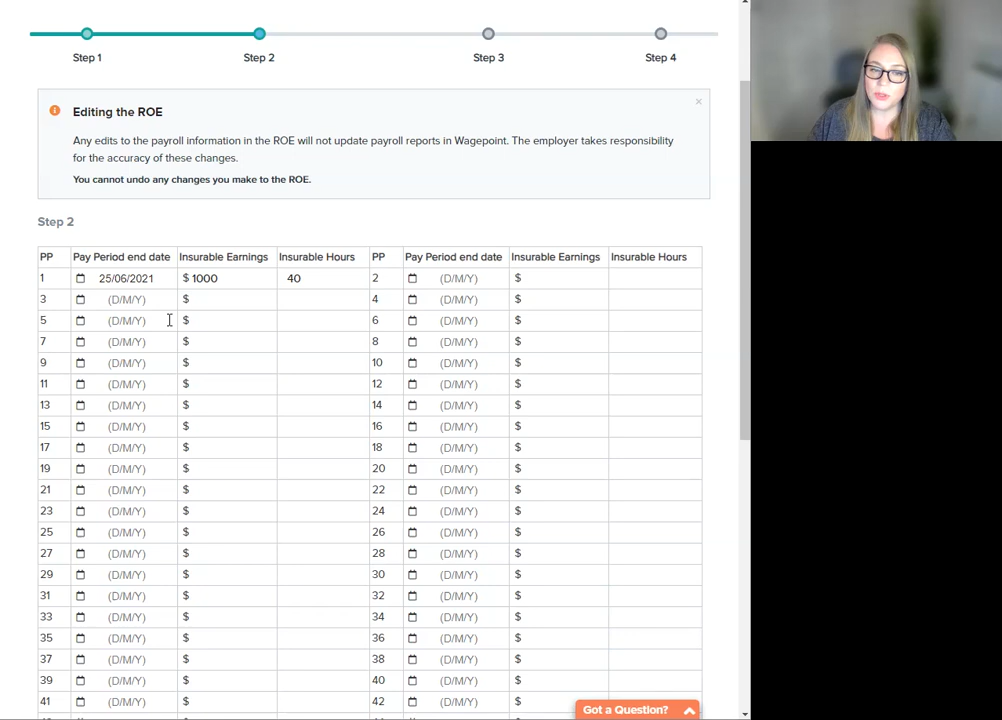 Step 1 Step 2 Step 3 Step 4
Editing the ROE ×
Any edits to the payroll information in the ROE will not update payroll reports in Wagepoint. The employer takes responsibility
for the accuracy of these changes.
You cannot undo any changes you make to the ROE.
Step 2
PP Pay Period end date Insurable Earnings Insurable Hours PP Pay Period end date Insurable Earnings Insurable Hours
1 25/06/2021 $ 1000 40 2 (D/M/Y) $
3 (D/M/Y) $ 4 (D/M/Y) $
5 (D/M/Y) $ 6 (D/M/Y) $
7 (D/M/Y) $ 8 (D/M/Y) $
9 (D/M/Y) $ 10 (D/M/Y) $
11 (D/M/Y) $ 12 (D/M/Y) $
13 (D/M/Y) $ 14 (D/M/Y) $
15 (D/M/Y) $ 16 (D/M/Y) $
17 (D/M/Y) $ 18 (D/M/Y) $
19 (D/M/Y) $ 20 (D/M/Y) $
21 (D/M/Y) $ 22 (D/M/Y) $
23 (D/M/Y) $ 24 (D/M/Y) $
25 (D/M/Y) $ 26 (D/M/Y) $
27 (D/M/Y) $ 28 (D/M/Y) $
29 (D/M/Y) $ 30 (D/M/Y) $
31 (D/M/Y) $ 32 (D/M/Y) $
33 (D/M/Y) $ 34 (D/M/Y) $
35 (D/M/Y) $ 36 (D/M/Y) $
37 (D/M/Y) $ 38 (D/M/Y) $
39 (D/M/Y) $ 40 (D/M/Y) $
41 (D/M/Y) $ 42 (D/M/Y) $
Got a Question?